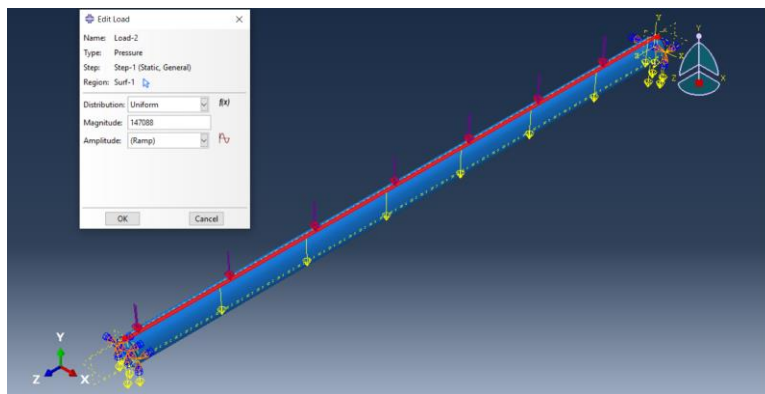 Edit Load
Name: Load-2
Type: Pressure
Step: Step-1 (Static, General)
Region: Surf-1
Distribution: Uniform f(x)
Magnitude: 147088
Amplitude: (Ramp)
OK Cancel
Y
Z X
Y
X
Z
Y